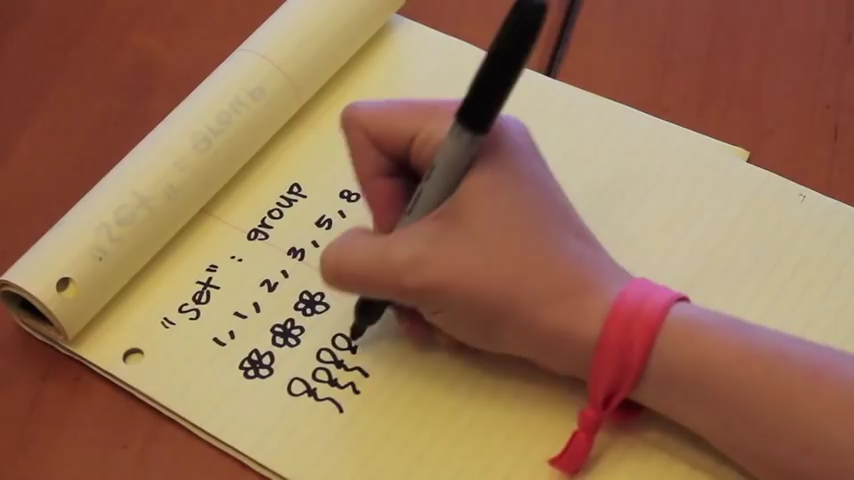 "Set": group
1, 1, 2, 3, 5, 8